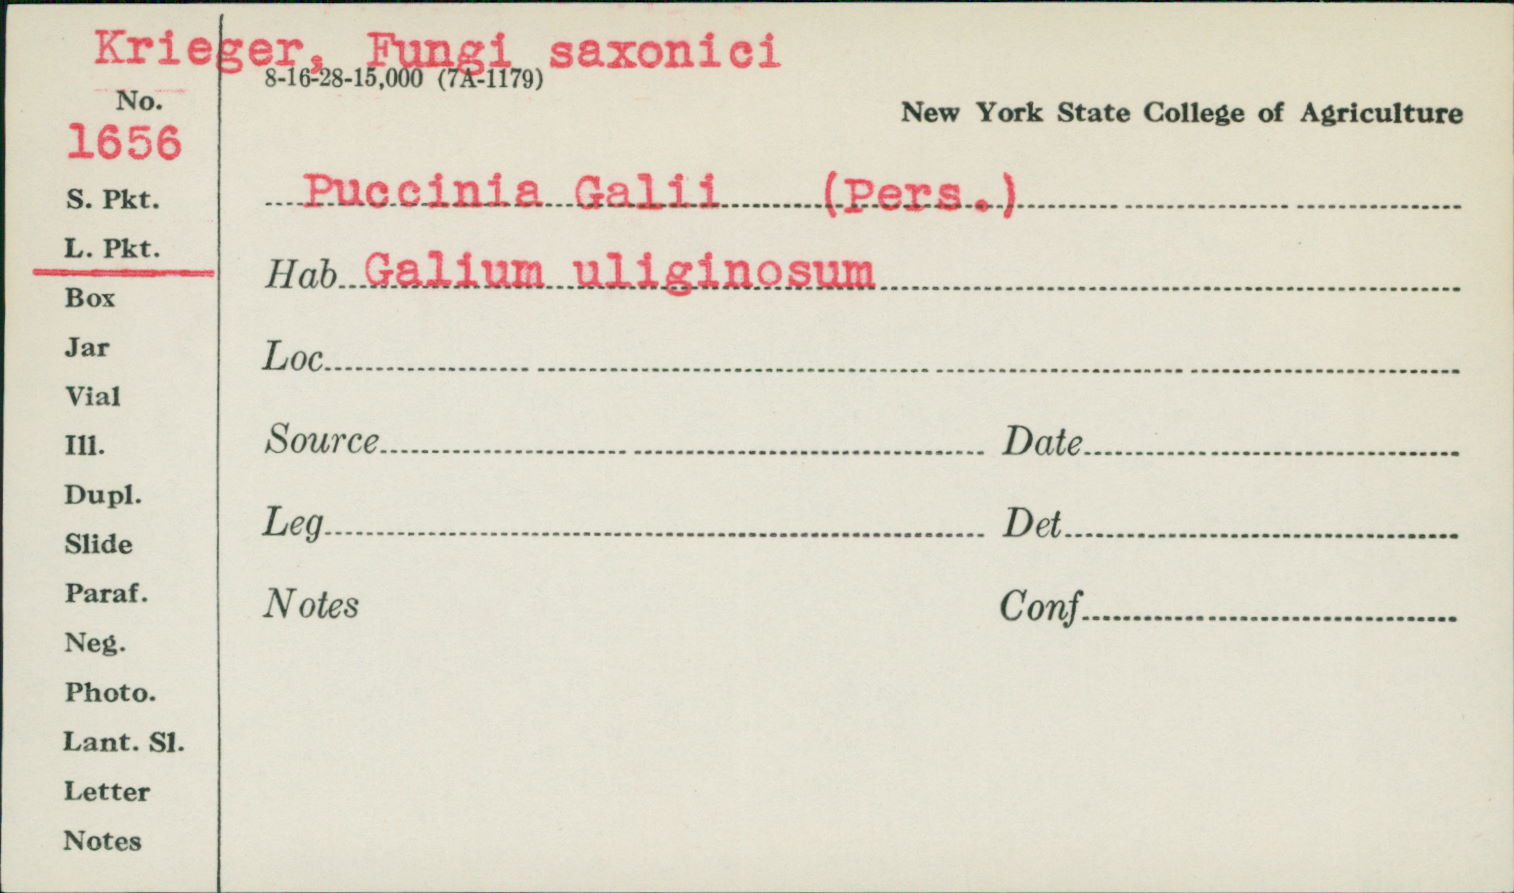 Krieger, Fungi saxonici
8-16-28-15,000 (7A-1179)
No.
New York State College of Agriculture
1656
Puccinia Galii (Pers.)
S. Pkt.
L. Pkt.
Hab Galium uliginosum
Box
Jar
Loc
Vial
Ill.
Source Date
Dupl.
Slide
Leg Det
Paraf.
Notes Conf
Neg.
Photo.
Lant. Sl.
Letter
Notes